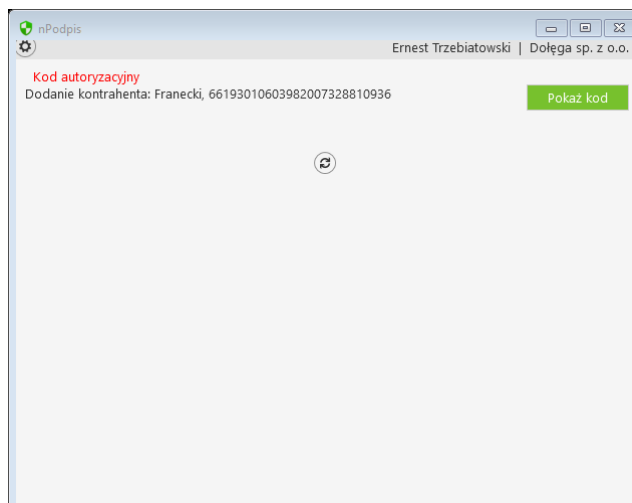 nPodpis
Ernest Trzebiatowski | Dołęga sp. z o.o.
Kod autoryzacyjny
Dodanie kontrahenta: Franecki, 66193010603982007328810936
Pokaż kod